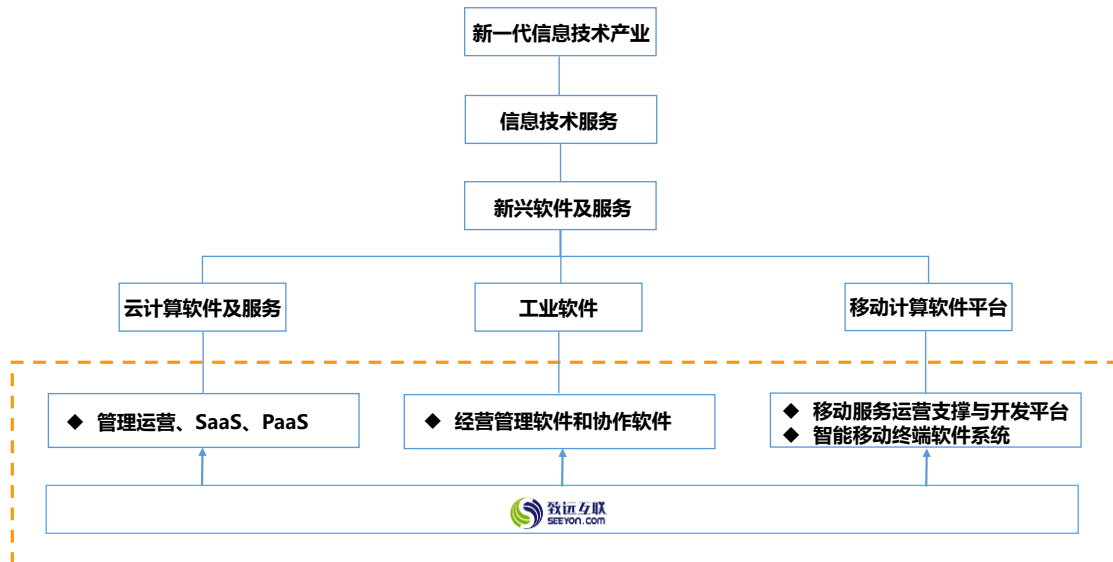 新一代信息技术产业
信息技术服务
新兴软件及服务
云计算软件及服务
工业软件
移动计算软件平台
◆ 管理运营、SaaS、PaaS
◆ 经营管理软件和协作软件
◆ 移动服务运营支撑与开发平台
◆ 智能移动终端软件系统
致远互联
SEEYON.COM